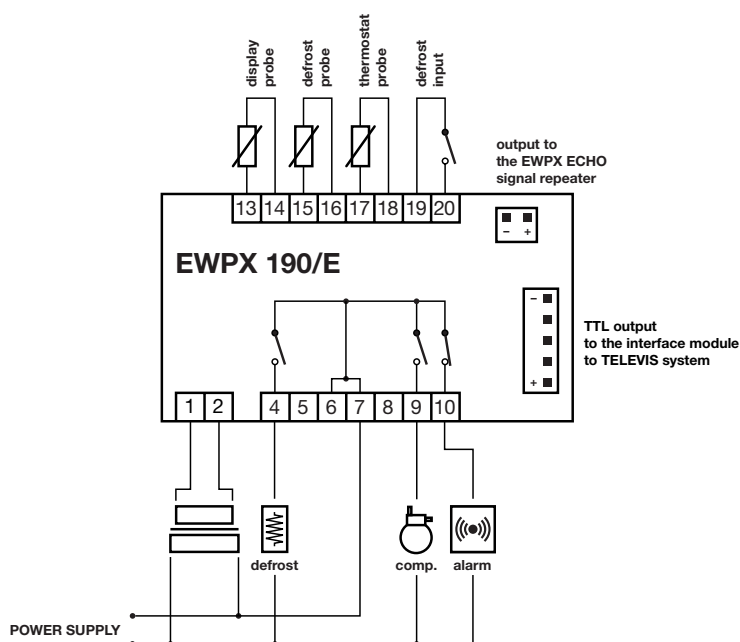 display
probe
defrost
probe
thermostat
probe
defrost
input
output to
the EWPX ECHO
signal repeater
13 14 15 16 17 18 19 20
- +
EWPX 190/E
-
TTL output
to the interface module
to TELEVIS system
+
1 2 4 5 6 7 8 9 10
defrost
comp.
alarm
POWER SUPPLY